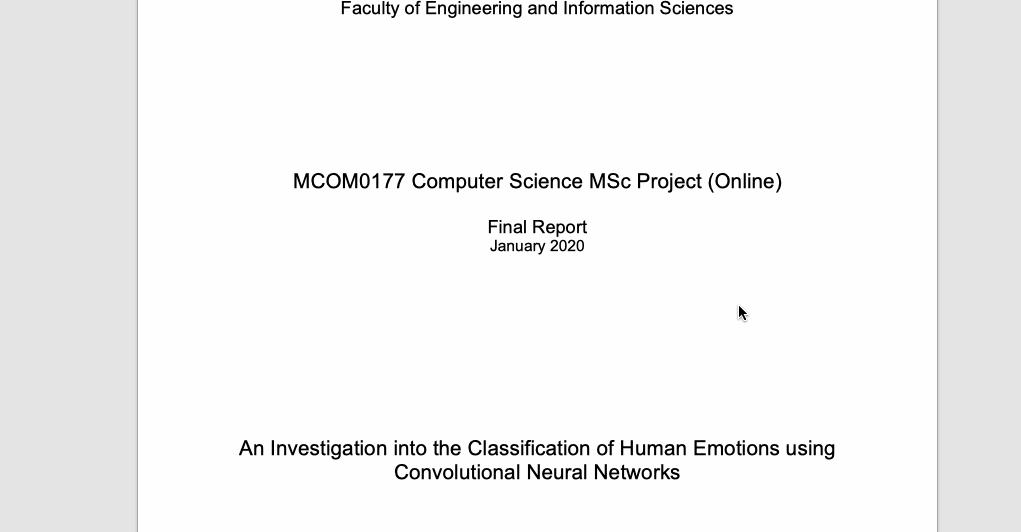 Faculty of Engineering and Information Sciences
MCOM0177 Computer Science MSc Project (Online)
Final Report
January 2020
An Investigation into the Classification of Human Emotions using
Convolutional Neural Networks